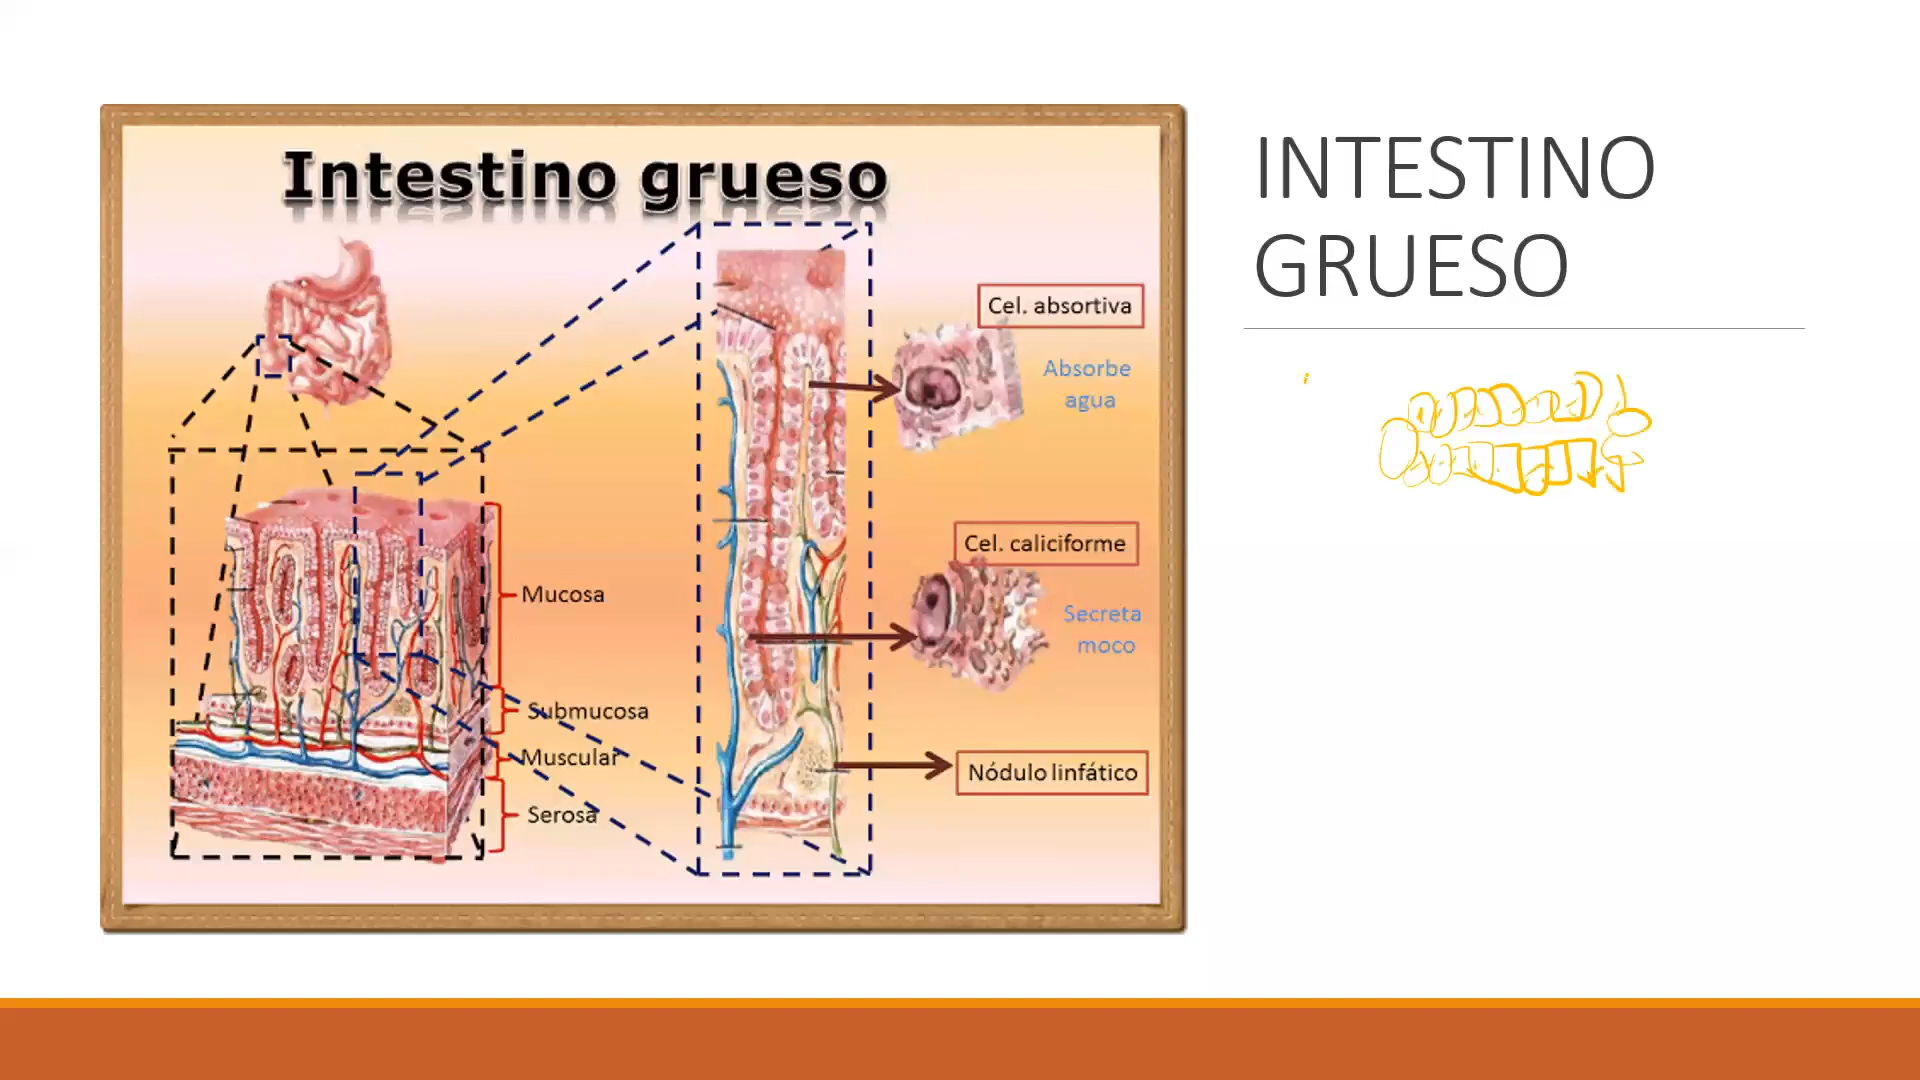 Intestino grueso
Cel. absortiva
Absorbe
agua
Cel. caliciforme
Secreta
moco
Nódulo linfático
Mucosa
Submucosa
Muscular
Serosa
INTESTINO
GRUESO